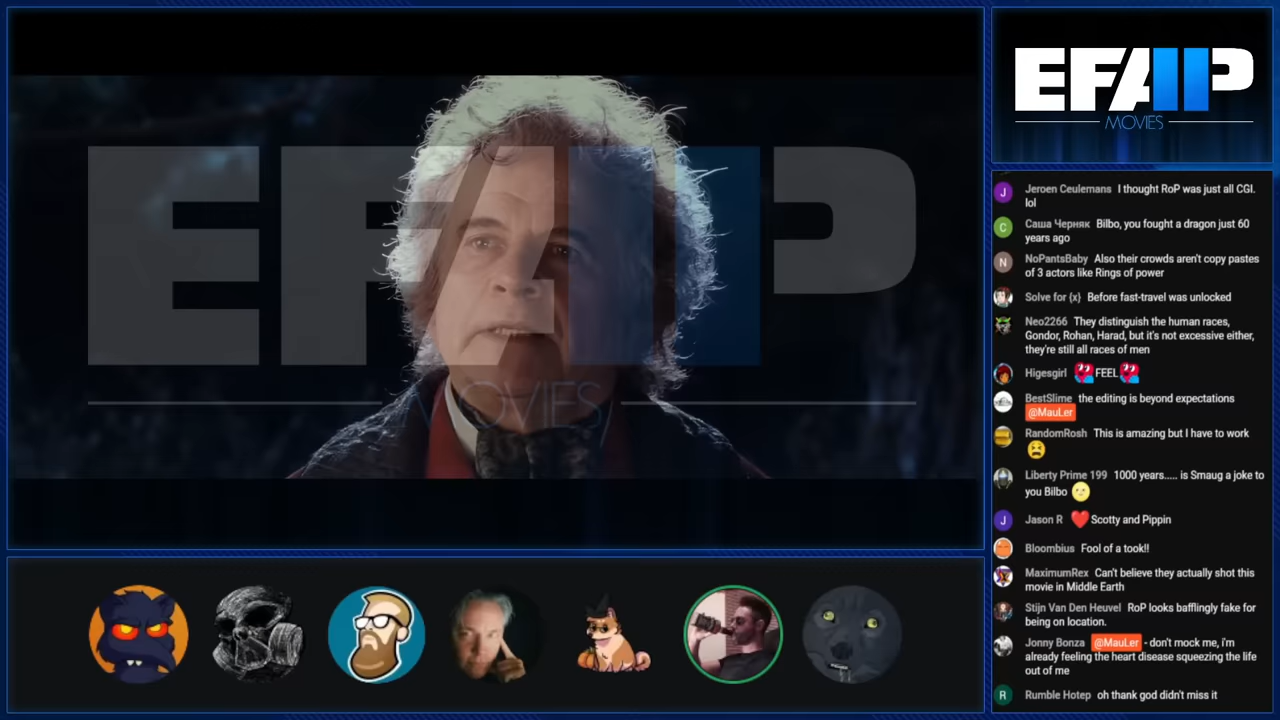 EFAP
MOVIES
EFAP
MOVIES
Jeroen Ceulemans I thought RoP was just all CGI.
lol
Саша Черняк Bilbo, you fought a dragon just 60
years ago
NoPantsBaby Also their crowds aren't copy pastes
of 3 actors like Rings of power
Solve for {x} Before fast-travel was unlocked
Neo2266 They distinguish the human races,
Gondor, Rohan, Harad, but it's not excessive either,
they're still all races of men
Higesgirl FEEL
BestSlime the editing is beyond expectations
@MauLer
RandomRosh This is amazing but I have to work
Liberty Prime 199 1000 years..... is Smaug a joke to
you Bilbo
Jason R Scotty and Pippin
Bloombius Fool of a took!!
MaximumRex Can't believe they actually shot this
movie in Middle Earth
Stijn Van Den Heuvel RoP looks bafflingly fake for
being on location.
Jonny Bonza @MauLer - don't mock me, i'm
already feeling the heart disease squeezing the life
out of me
Rumble Hotep oh thank god didn't miss it